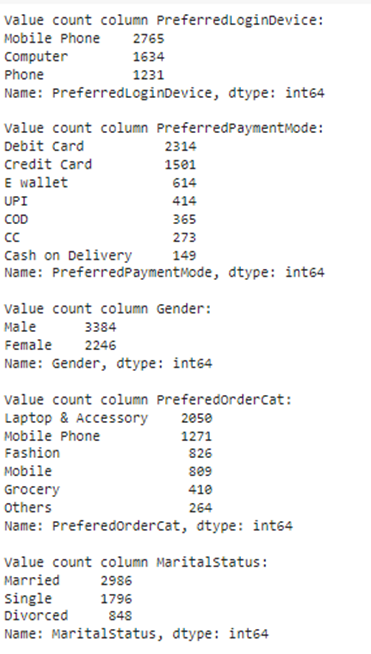 Value count column PreferredLoginDevice:
Mobile Phone    2765
Computer        1634
Phone           1231
Name: PreferredLoginDevice, dtype: int64

Value count column PreferredPaymentMode:
Debit Card          2314
Credit Card         1501
E wallet             614
UPI                  414
COD                  365
CC                   273
Cash on Delivery     149
Name: PreferredPaymentMode, dtype: int64

Value count column Gender:
Male      3384
Female    2246
Name: Gender, dtype: int64

Value count column PreferedOrderCat:
Laptop & Accessory    2050
Mobile Phone          1271
Fashion                826
Mobile                 809
Grocery                410
Others                 264
Name: PreferedOrderCat, dtype: int64

Value count column MaritalStatus:
Married     2986
Single      1796
Divorced     848
Name: MaritalStatus, dtype: int64